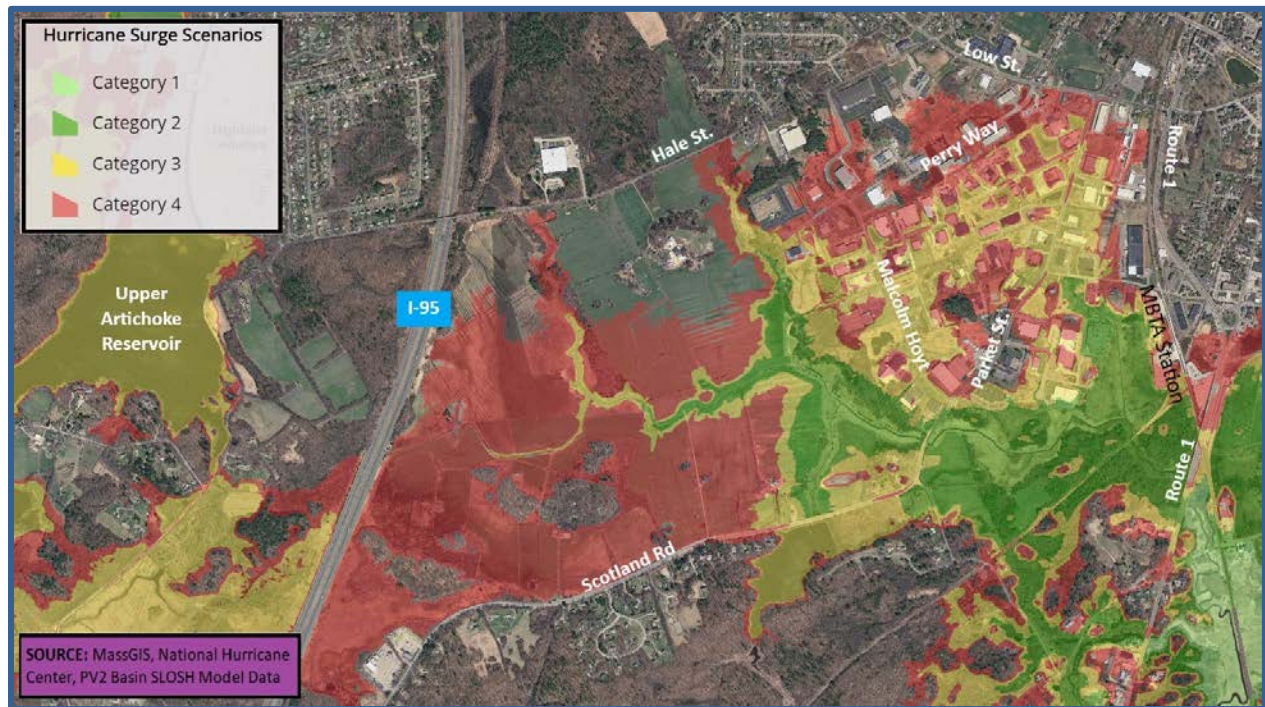 Hurricane Surge Scenarios
Category 1
Category 2
Category 3
Category 4
Low St.
Hale St.
Perry Way
Route 1
Upper
Artichoke
Reservoir
I-95
Malcolm Hoyt
Parket St.
MBTA Station
Route 1
Scotland Rd
SOURCE: MassGIS, National Hurricane
Center, PV2 Basin SLOSH Model Data